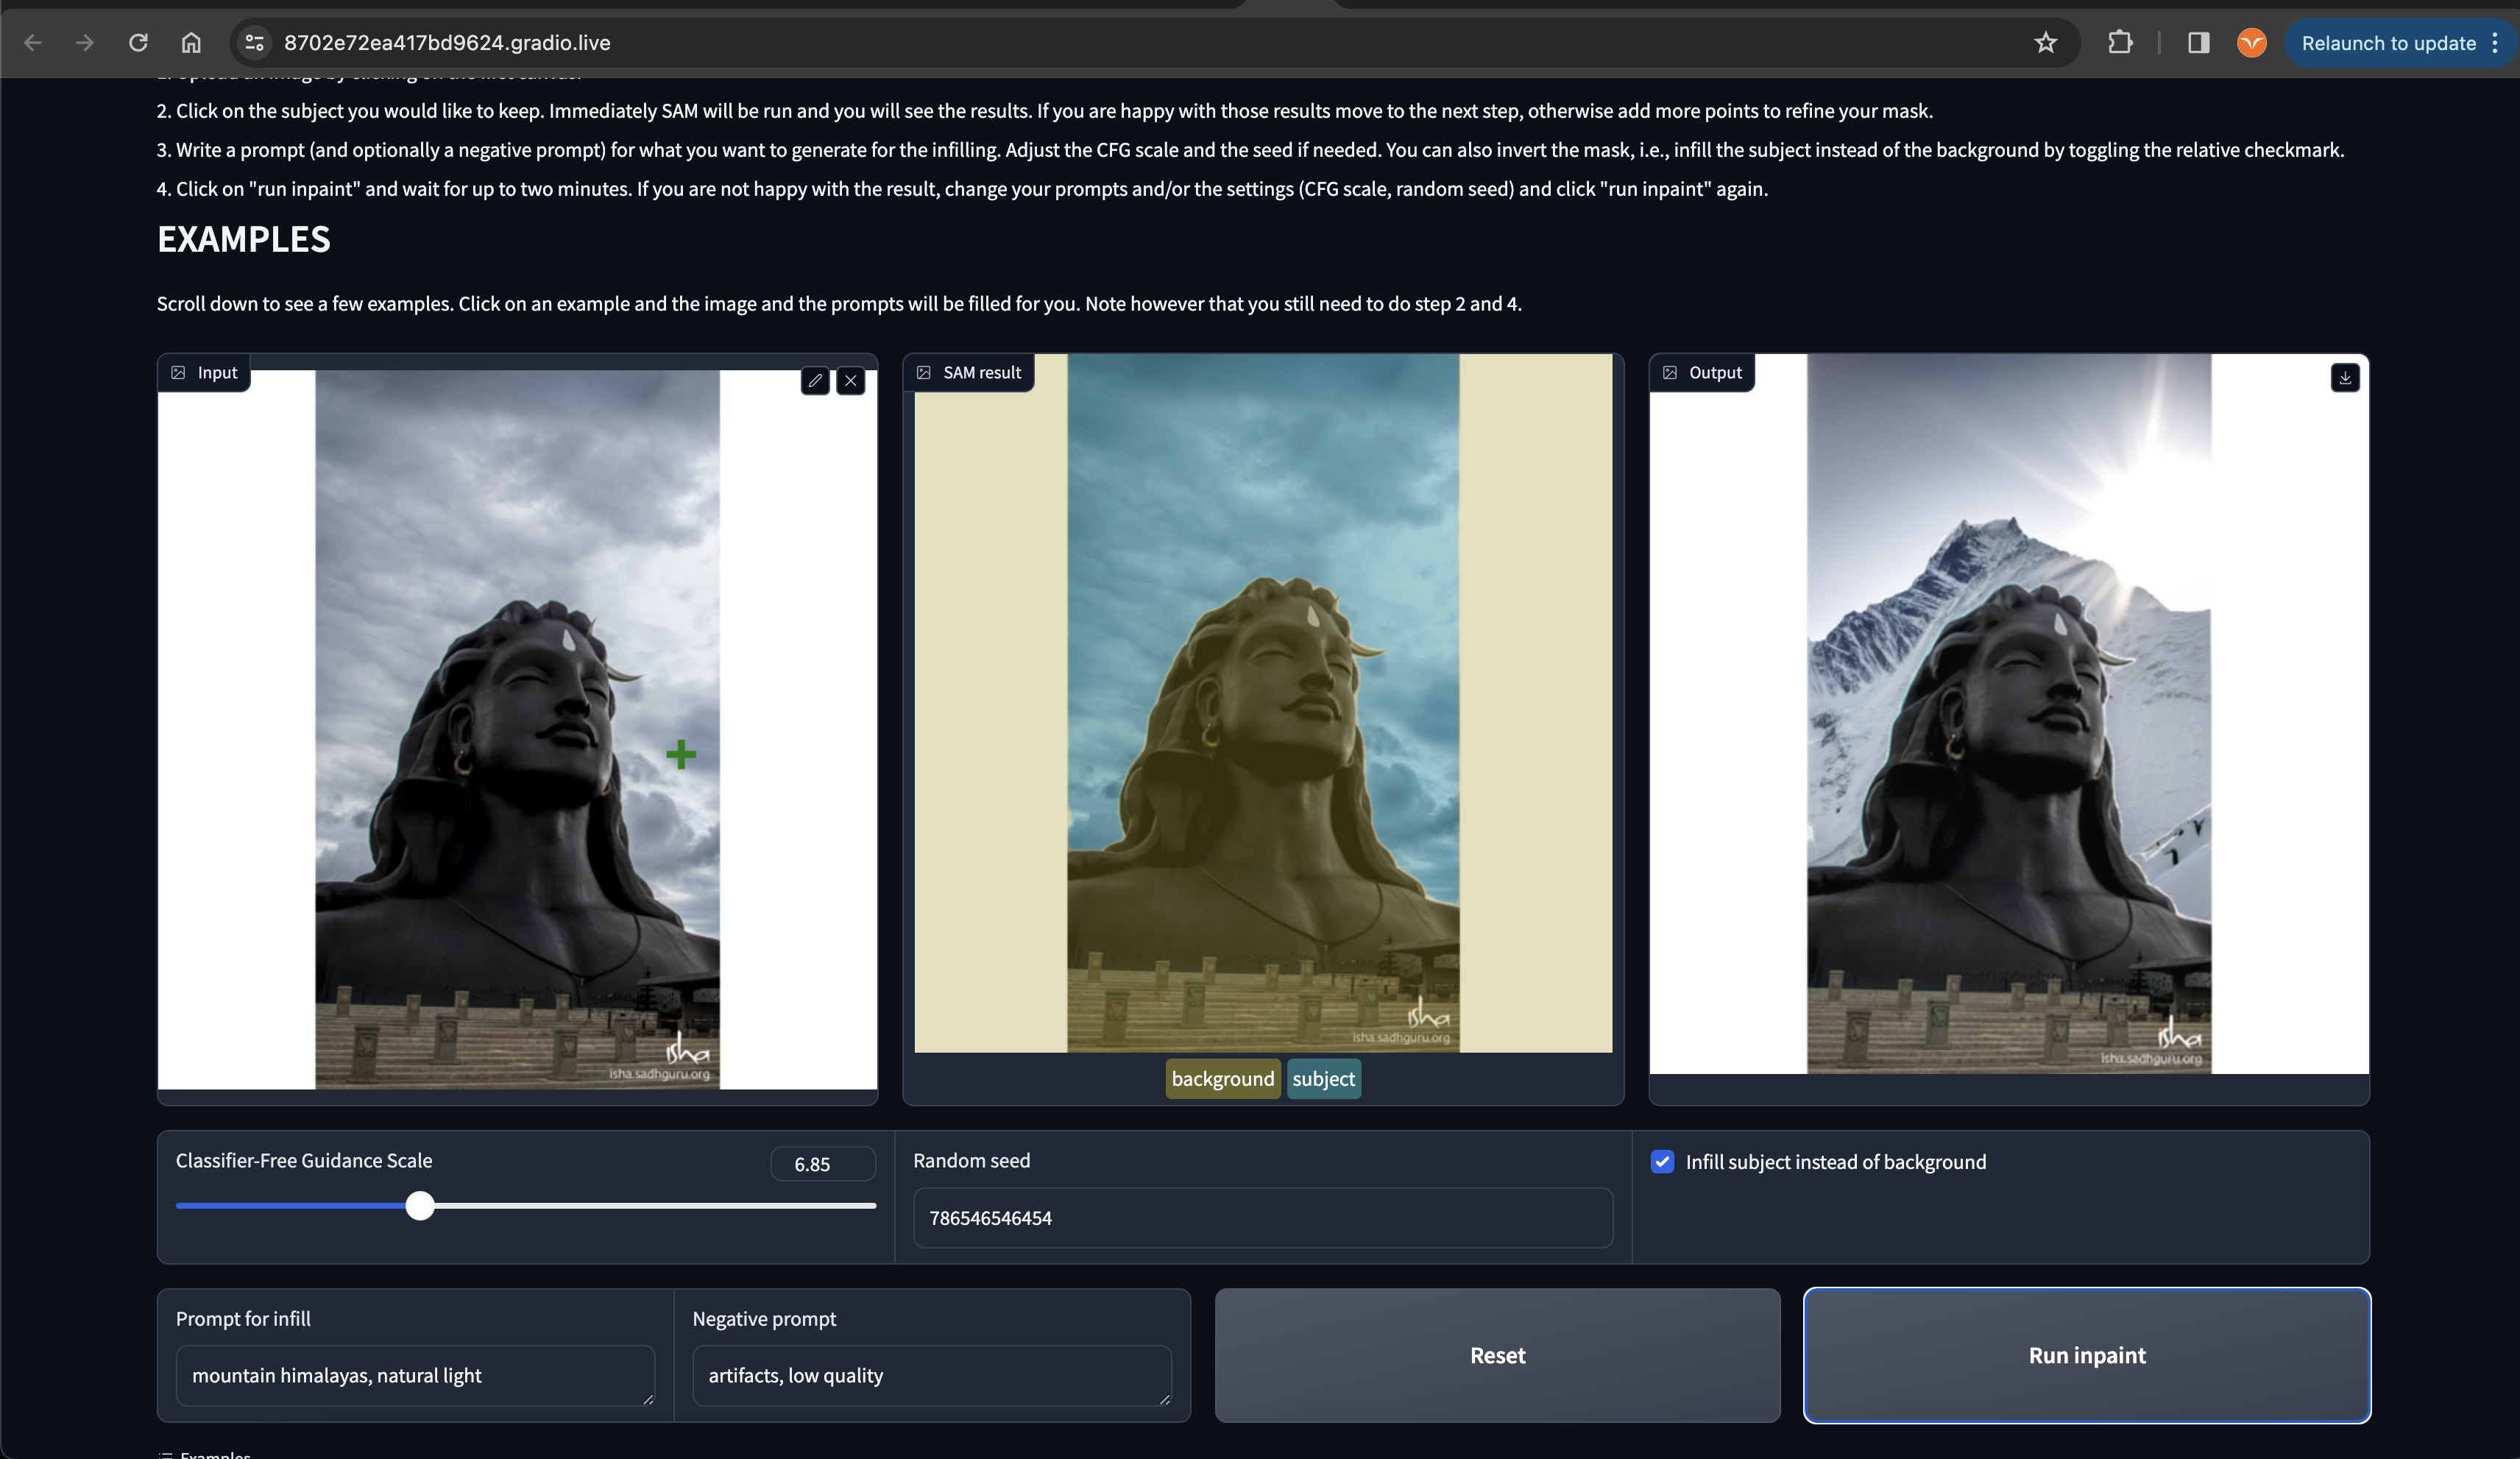 8702e72ea417bd9624.gradio.live
Relaunch to update
1. Upload an image by clicking on the first canvas.
2. Click on the subject you would like to keep. Immediately SAM will be run and you will see the results. If you are happy with those results move to the next step, otherwise add more points to refine your mask.
3. Write a prompt (and optionally a negative prompt) for what you want to generate for the infilling. Adjust the CFG scale and the seed if needed. You can also invert the mask, i.e., infill the subject instead of the background by toggling the relative checkmark.
4. Click on "run inpaint" and wait for up to two minutes. If you are not happy with the result, change your prompts and/or the settings (CFG scale, random seed) and click "run inpaint" again.
EXAMPLES
Scroll down to see a few examples. Click on an example and the image and the prompts will be filled for you. Note however that you still need to do step 2 and 4.
Input
SAM result
Output
isha
isha.sadhguru.org
isha
isha.sadhguru.org
isha
isha.sadhguru.org
background subject
Classifier-Free Guidance Scale
6.85
Random seed
786546546454
Infill subject instead of background
Prompt for infill
mountain himalayas, natural light
Negative prompt
artifacts, low quality
Reset
Run inpaint
Examples